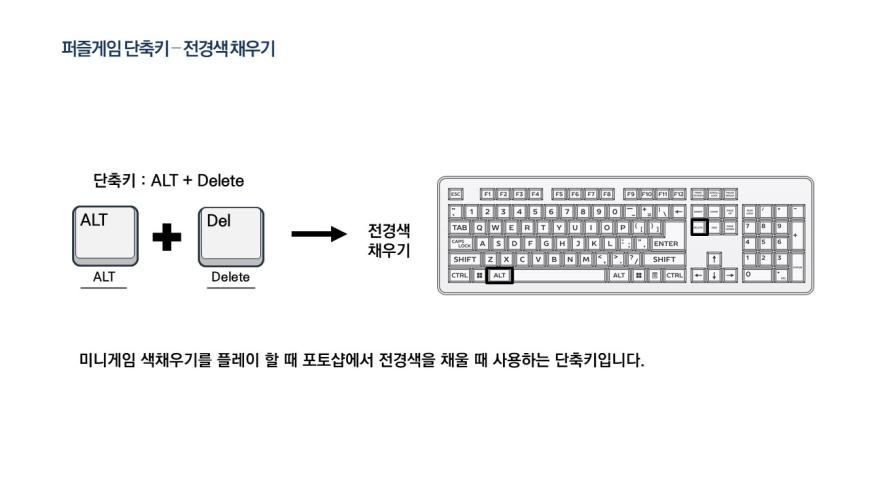 퍼즐게임 단축키 – 전경색 채우기
단축키 : ALT + Delete
ALT
Del
전경색
채우기
ALT
Delete
ESC F1 F2 F3 F4 F5 F6 F7 F8 F9 F10 F11 F12
1 2 3 4 5 6 7 8 9 0 ←
TAB Q W E R T Y U I O P
7 8 9
CAPS LOCK A S D F G H J K L ENTER
4 5 6 +
SHIFT Z X C V B N M SHIFT ↑
1 2 3
CTRL ALT ALT CTRL ← ↓ →
0
미니게임 색채우기를 플레이 할 때 포토샵에서 전경색을 채울 때 사용하는 단축키입니다.